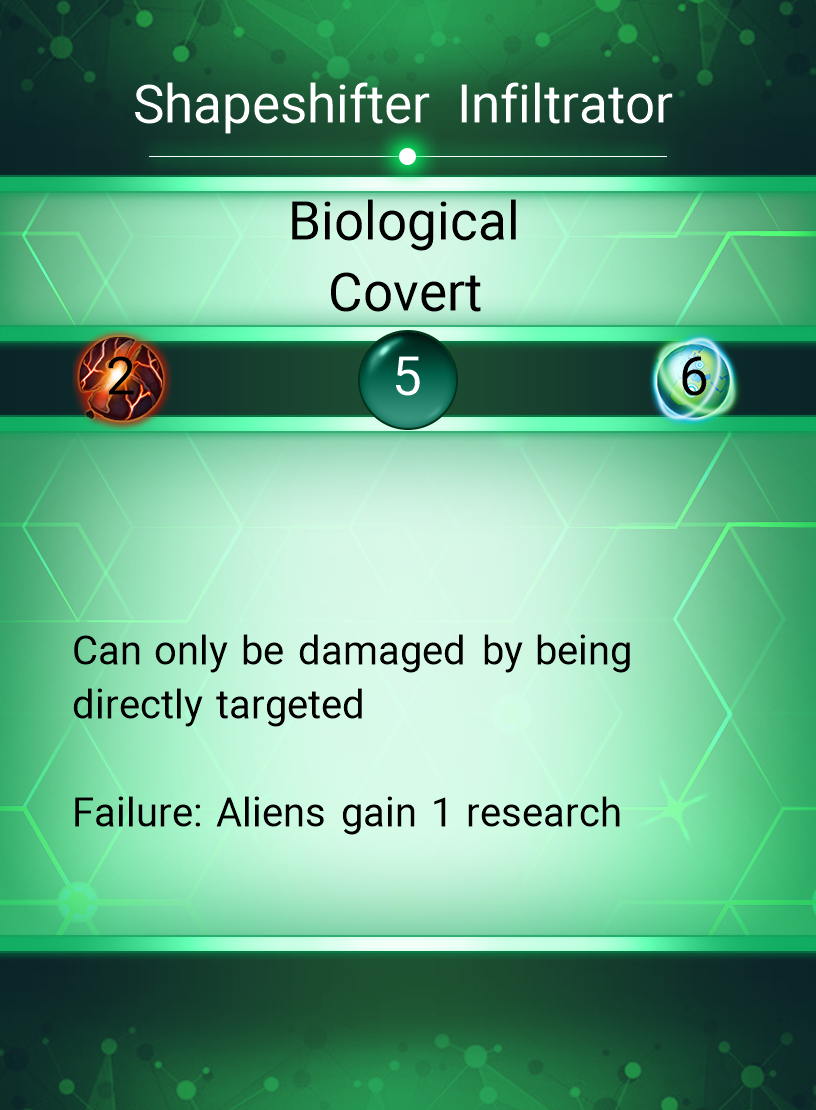 Shapeshifter Infiltrator
Biological
Covert
2 5 6
Can only be damaged by being
directly targeted
Failure: Aliens gain 1 research